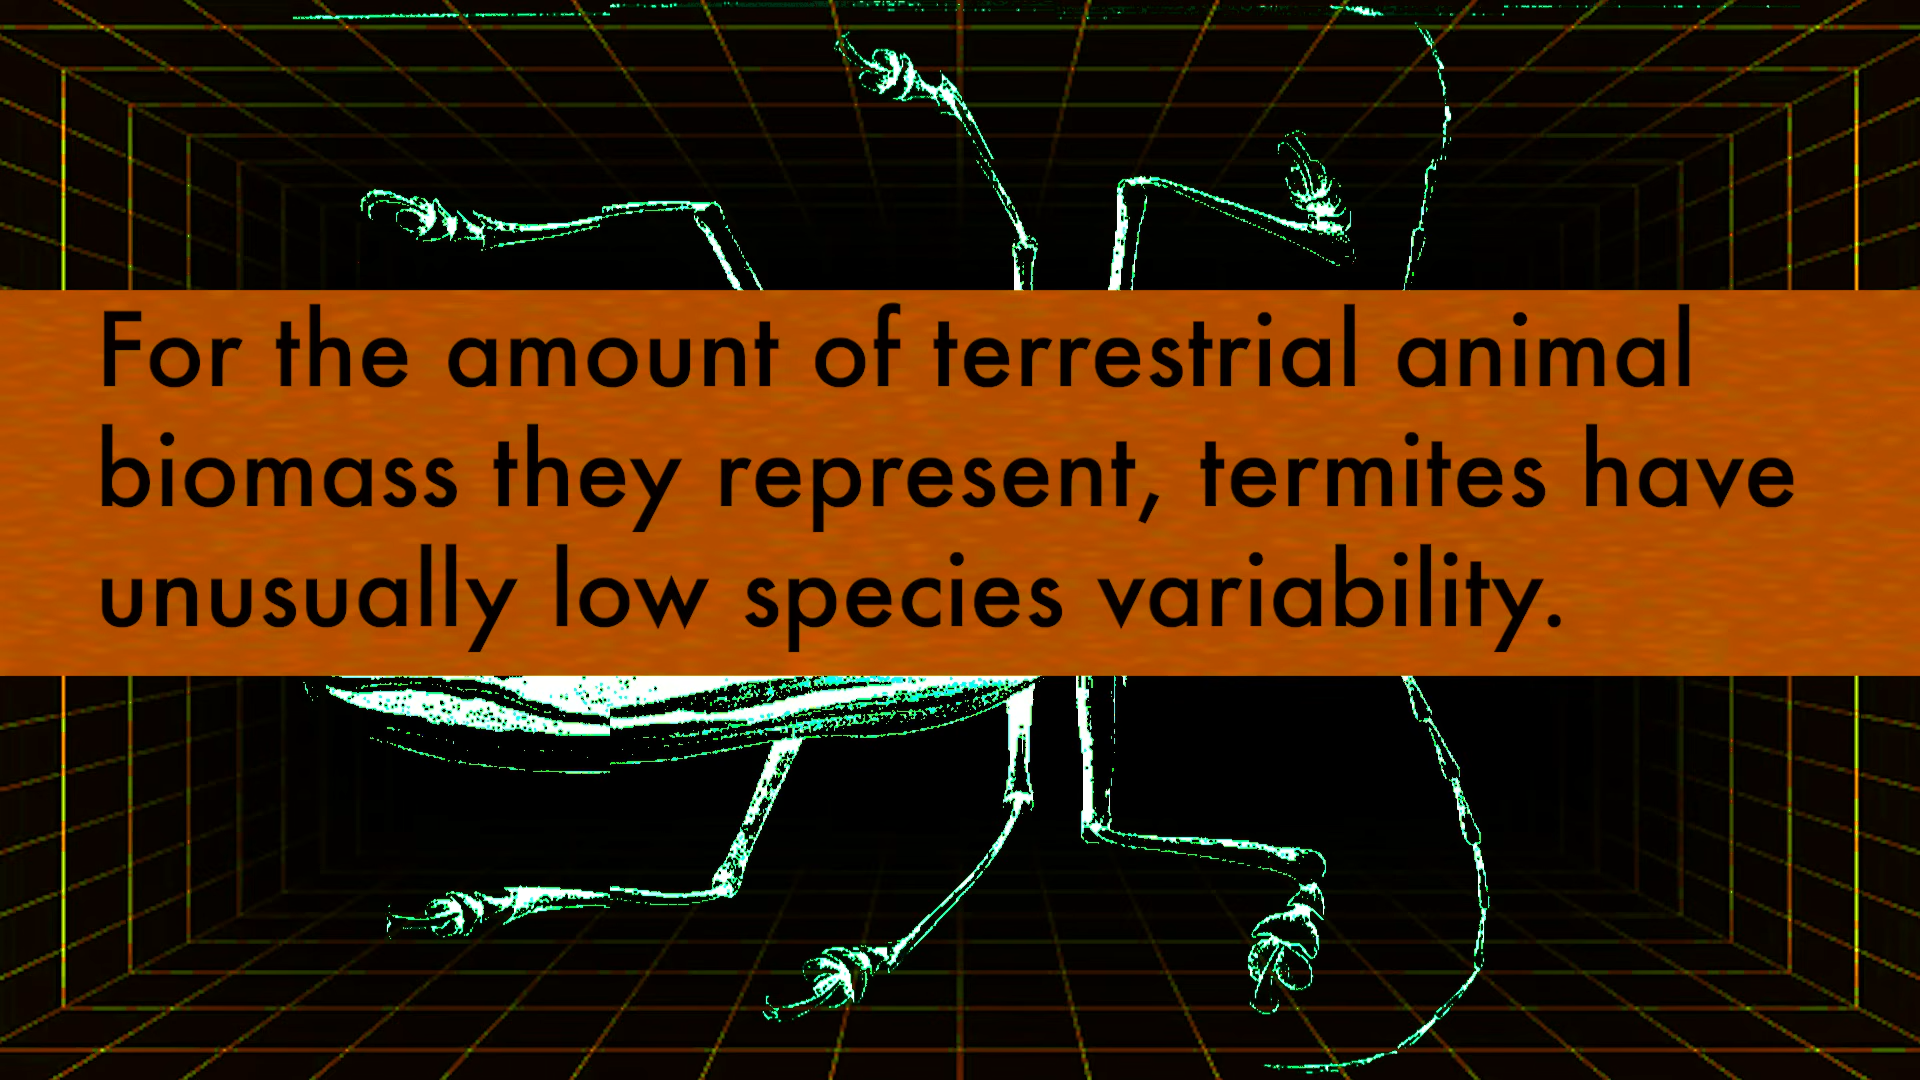 For the amount of terrestrial animal
biomass they represent, termites have
unusually low species variability.